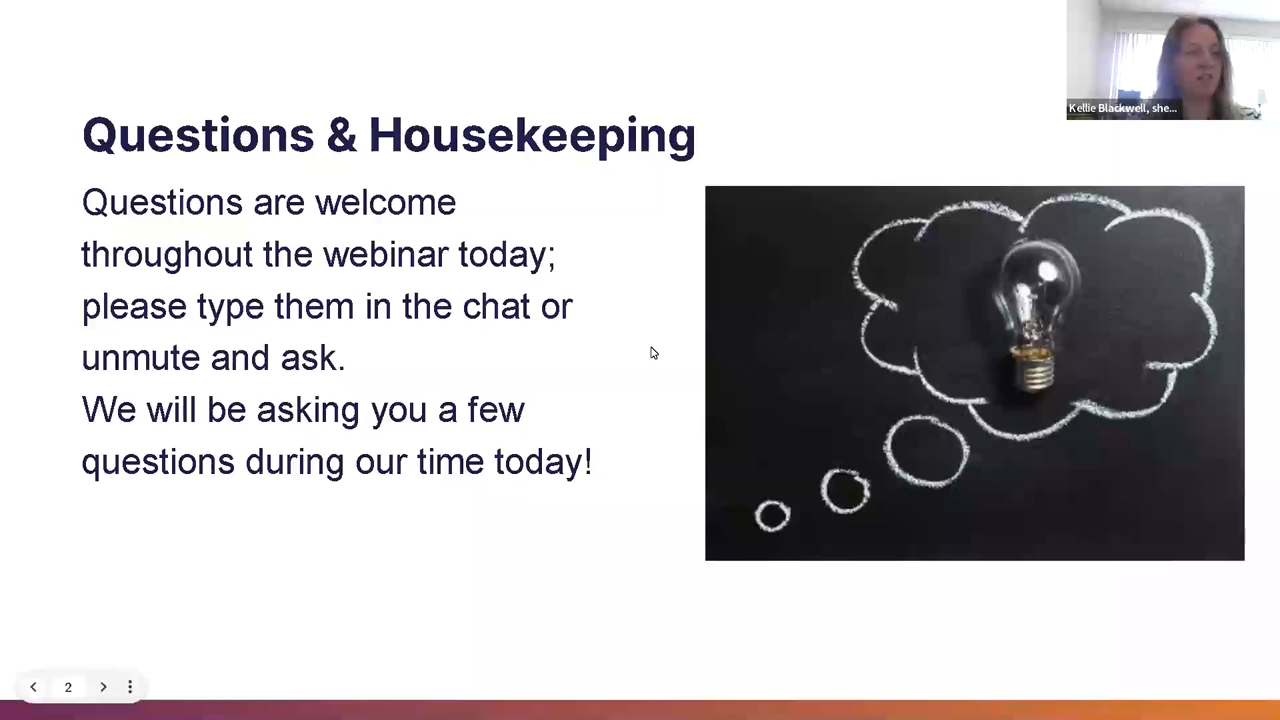 Kellie Blackwell, she...
Questions & Housekeeping
Questions are welcome
throughout the webinar today;
please type them in the chat or
unmute and ask.
We will be asking you a few
questions during our time today!
2